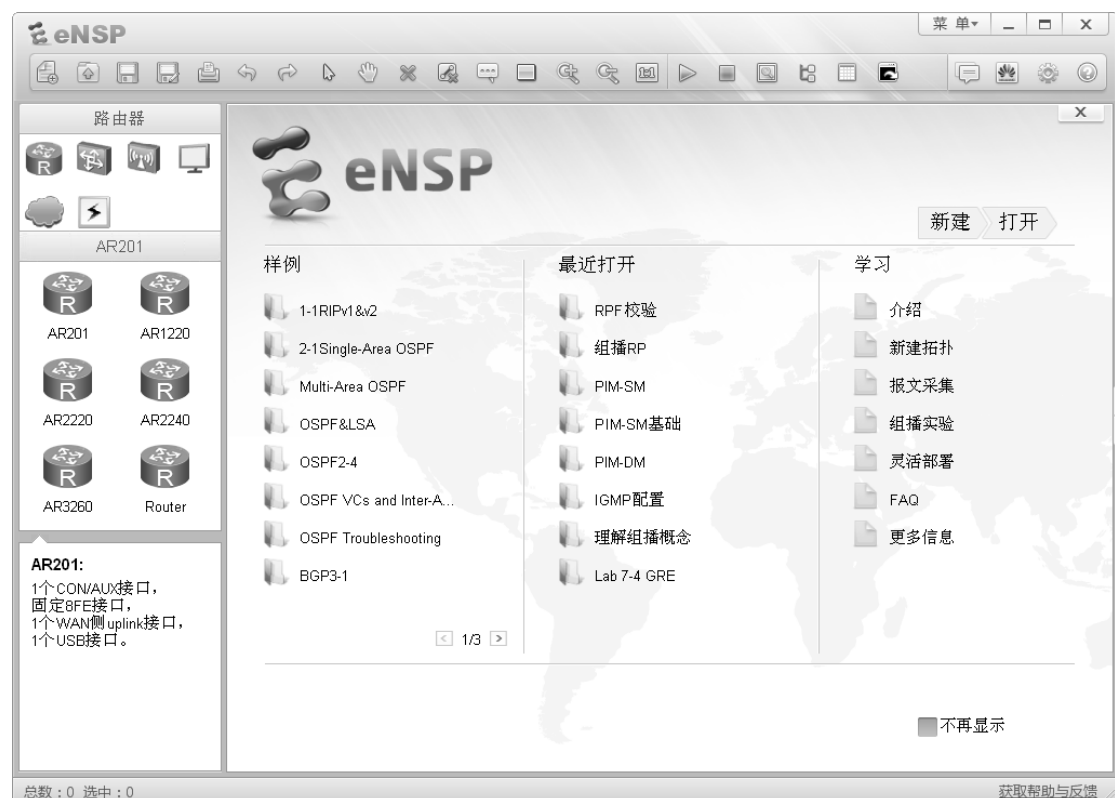 eNSP
菜 单
路由器
AR201
AR201
AR1220
AR2220
AR2240
AR3260
Router
AR201:
1个CON/AUX接口，
固定8FE接口，
1个WAN侧uplink接口，
1个USB接口。
eNSP
新建 打开
样例
1-1RIPv1&v2
2-1Single-Area OSPF
Multi-Area OSPF
OSPF&LSA
OSPF2-4
OSPF VCs and Inter-A...
OSPF Troubleshooting
BGP3-1
1/3
最近打开
RPF校验
组播RP
PIM-SM
PIM-SM基础
PIM-DM
IGMP配置
理解组播概念
Lab 7-4 GRE
学习
介绍
新建拓扑
报文采集
组播实验
灵活部署
FAQ
更多信息
不再显示
总数：0 选中：0
获取帮助与反馈